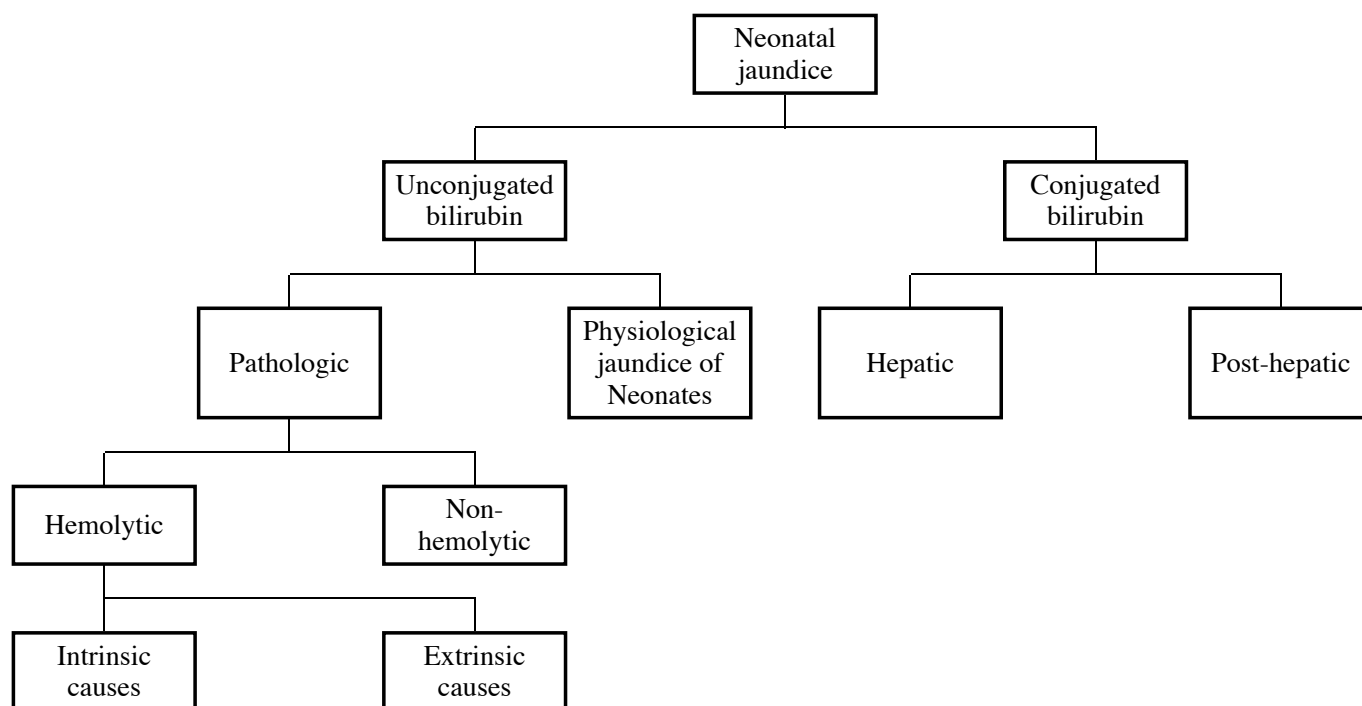 Neonatal
jaundice
Unconjugated
bilirubin
Conjugated
bilirubin
Pathologic
Physiological
jaundice of
Neonates
Hepatic
Post-hepatic
Hemolytic
Non-
hemolytic
Intrinsic
causes
Extrinsic
causes